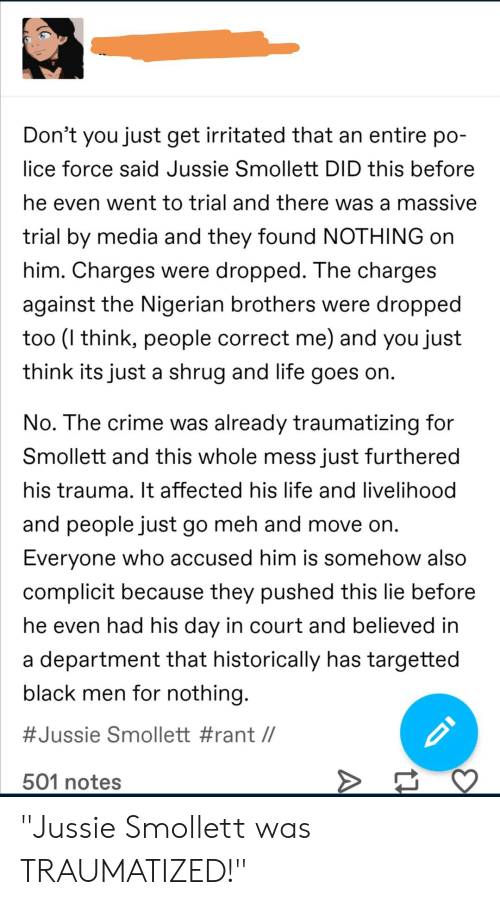 Don't you just get irritated that an entire po-
lice force said Jussie Smollett DID this before
he even went to trial and there was a massive
trial by media and they found NOTHING on
him. Charges were dropped. The charges
against the Nigerian brothers were dropped
too (I think, people correct me) and you just
think its just a shrug and life goes on.
No. The crime was already traumatizing for
Smollett and this whole mess just furthered
his trauma. It affected his life and livelihood
and people just go meh and move on.
Everyone who accused him is somehow also
complicit because they pushed this lie before
he even had his day in court and believed in
a department that historically has targetted
black men for nothing.
#Jussie Smollett #rant //
501 notes
"Jussie Smollett was
TRAUMATIZED!"